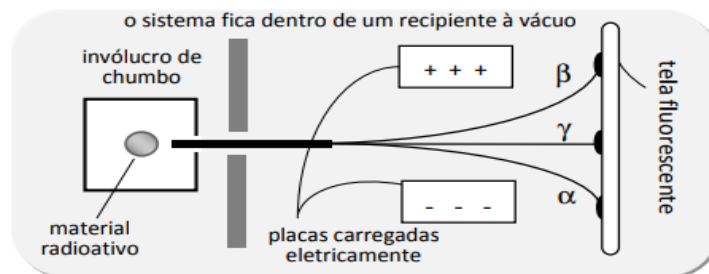 o sistema fica dentro de um recipiente à vácuo
invólucro de
chumbo
+ + +
β
γ
α
- - -
tela fluorescente
material
radioativo
placas carregadas
eletricamente